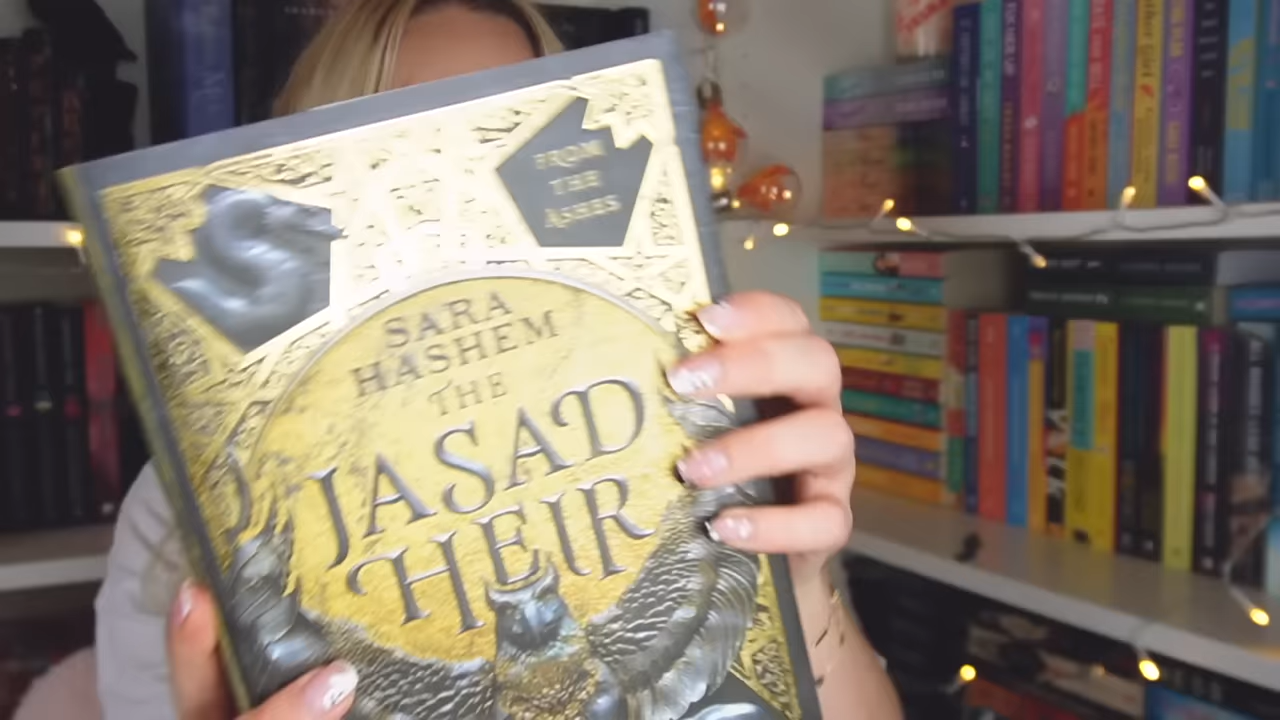 FROM
THE
ASHES
SARA
HASHEM
THE
JASAD
HEIR